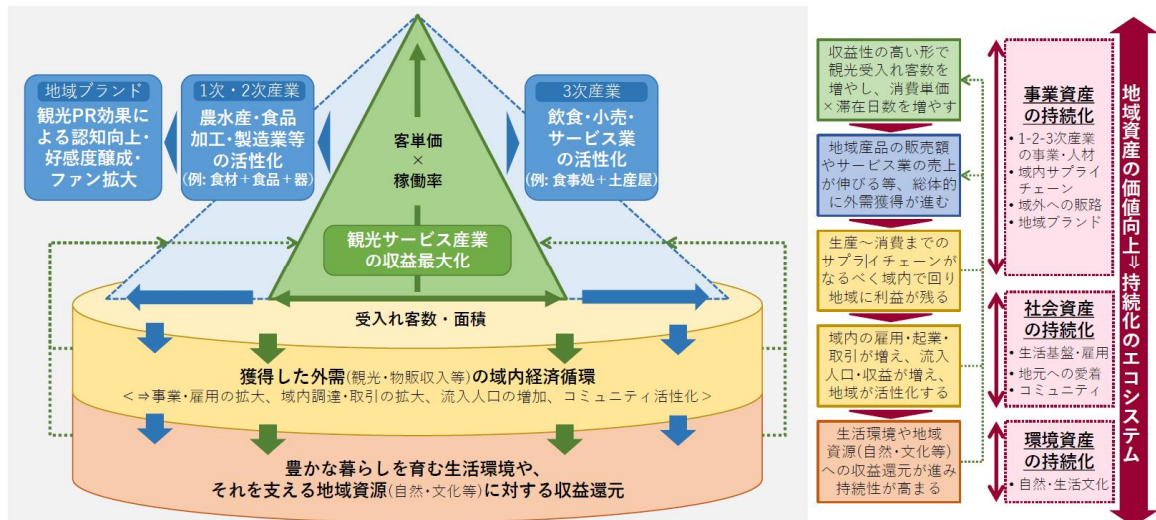 地域ブランド
観光PR効果に
よる認知向上・
好感度醸成・
ファン拡大
1次・2次産業
農水産・食品
加工・製造業等
の活性化
(例: 食材＋食品＋器)
客単価
×
稼働率
3次産業
飲食・小売・
サービス業
の活性化
(例: 食事処＋土産屋)
観光サービス産業
の収益最大化
受入れ客数・面積
獲得した外需(観光・物販収入等)の域内経済循環
＜⇒事業・雇用の拡大、域内調達・取引の拡大、流入人口の増加、コミュニティ活性化＞
豊かな暮らしを育む生活環境や、
それを支える地域資源(自然・文化等)に対する収益還元
収益性の高い形で
観光受入れ客数を
増やし、消費単価
×滞在日数を増やす
地域産品の販売額
やサービス業の売上
が伸びる等、総体的
に外需獲得が進む
生産～消費までの
サプライチェーンが
なるべく域内で回り
地域に利益が残る
域内の雇用・起業・
取引が増え、流入
人口・収益が増え、
地域が活性化する
生活環境や地域
資源(自然・文化等)
への収益還元が進み
持続性が高まる
事業資産
の持続化
• 1-2-3次産業
の事業・人材
• 域内サプライ
チェーン
• 域外への販路
• 地域ブランド
社会資産
の持続化
• 生活基盤・雇用
• 地元への愛着
• コミュニティ
環境資産
の持続化
• 自然・生活文化
地域資産の価値向上⇒持続化のエコシステム